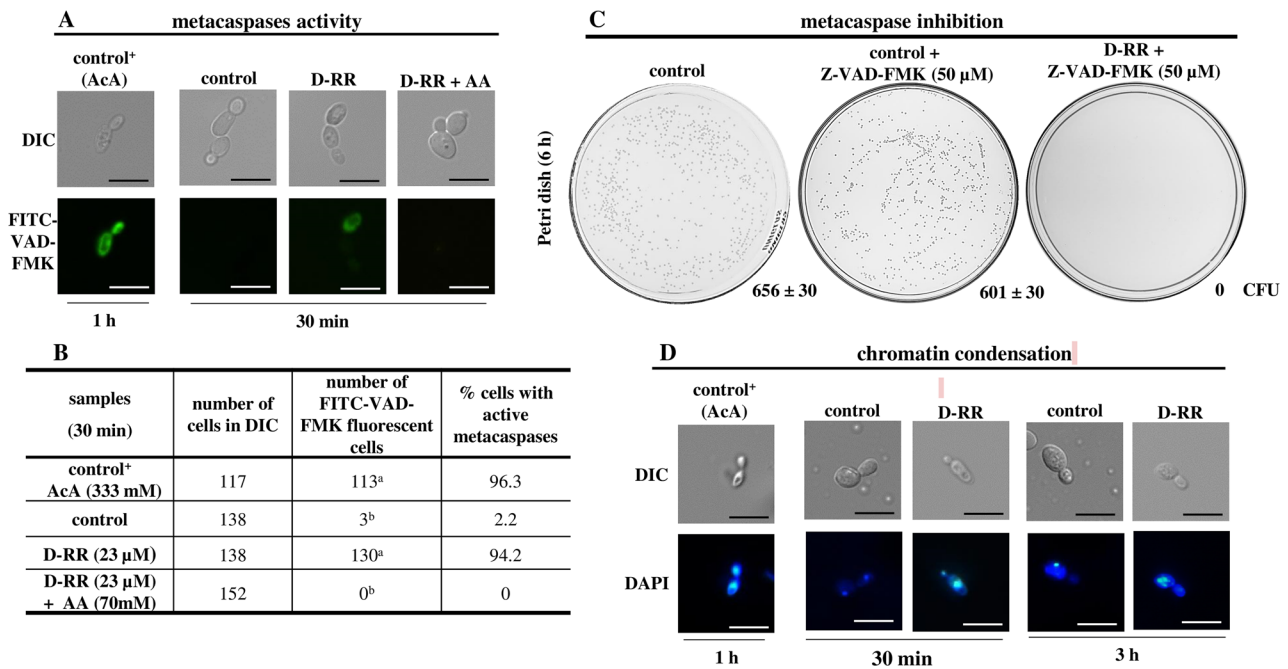 A metacaspases activity
control⁺
(AcA)
control
D-RR
D-RR + AA
DIC
FITC-
VAD-
FMK
1 h
30 min
B
samples
(30 min)
number of
cells in DIC
number of
FITC-VAD-
FMK fluorescent
cells
% cells with
active
metacaspases
control⁺
AcA (333 mM)
117
113ᵃ
96.3
control
138
3ᵇ
2.2
D-RR (23 µM)
138
130ᵃ
94.2
D-RR (23 µM)
+ AA (70mM)
152
0ᵇ
0
C metacaspase inhibition
control
control +
Z-VAD-FMK (50 µM)
D-RR +
Z-VAD-FMK (50 µM)
Petri dish (6 h)
656 ± 30
601 ± 30
0 CFU
D chromatin condensation
control⁺
(AcA)
control
D-RR
control
D-RR
DIC
DAPI
1 h
30 min
3 h